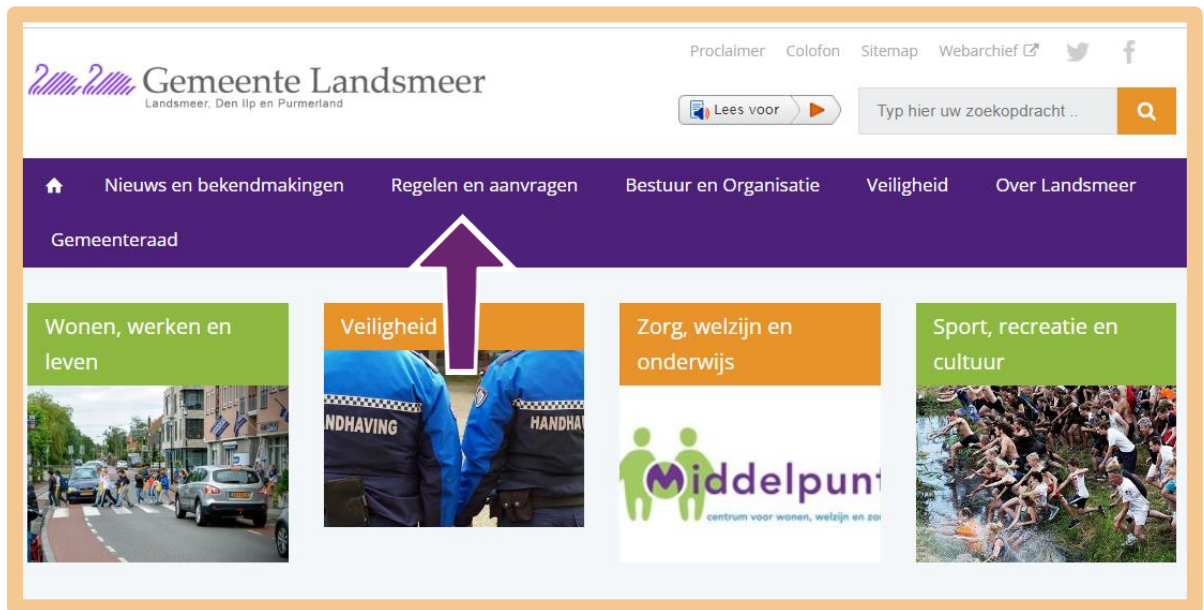 Proclaimer Colofon Sitemap Webarchief
2000 2000 Gemeente Landsmeer
Landsmeer, Den Ilp en Purmerland
Lees voor
Typ hier uw zoekopdracht ..
Nieuws en bekendmakingen Regelen en aanvragen Bestuur en Organisatie Veiligheid Over Landsmeer
Gemeenteraad
Wonen, werken en
leven
Veiligheid
NDHAVING
HANDHA
Zorg, welzijn en
onderwijs
Middelpunt
centrum voor wonen, welzijn en zo
Sport, recreatie en
cultuur